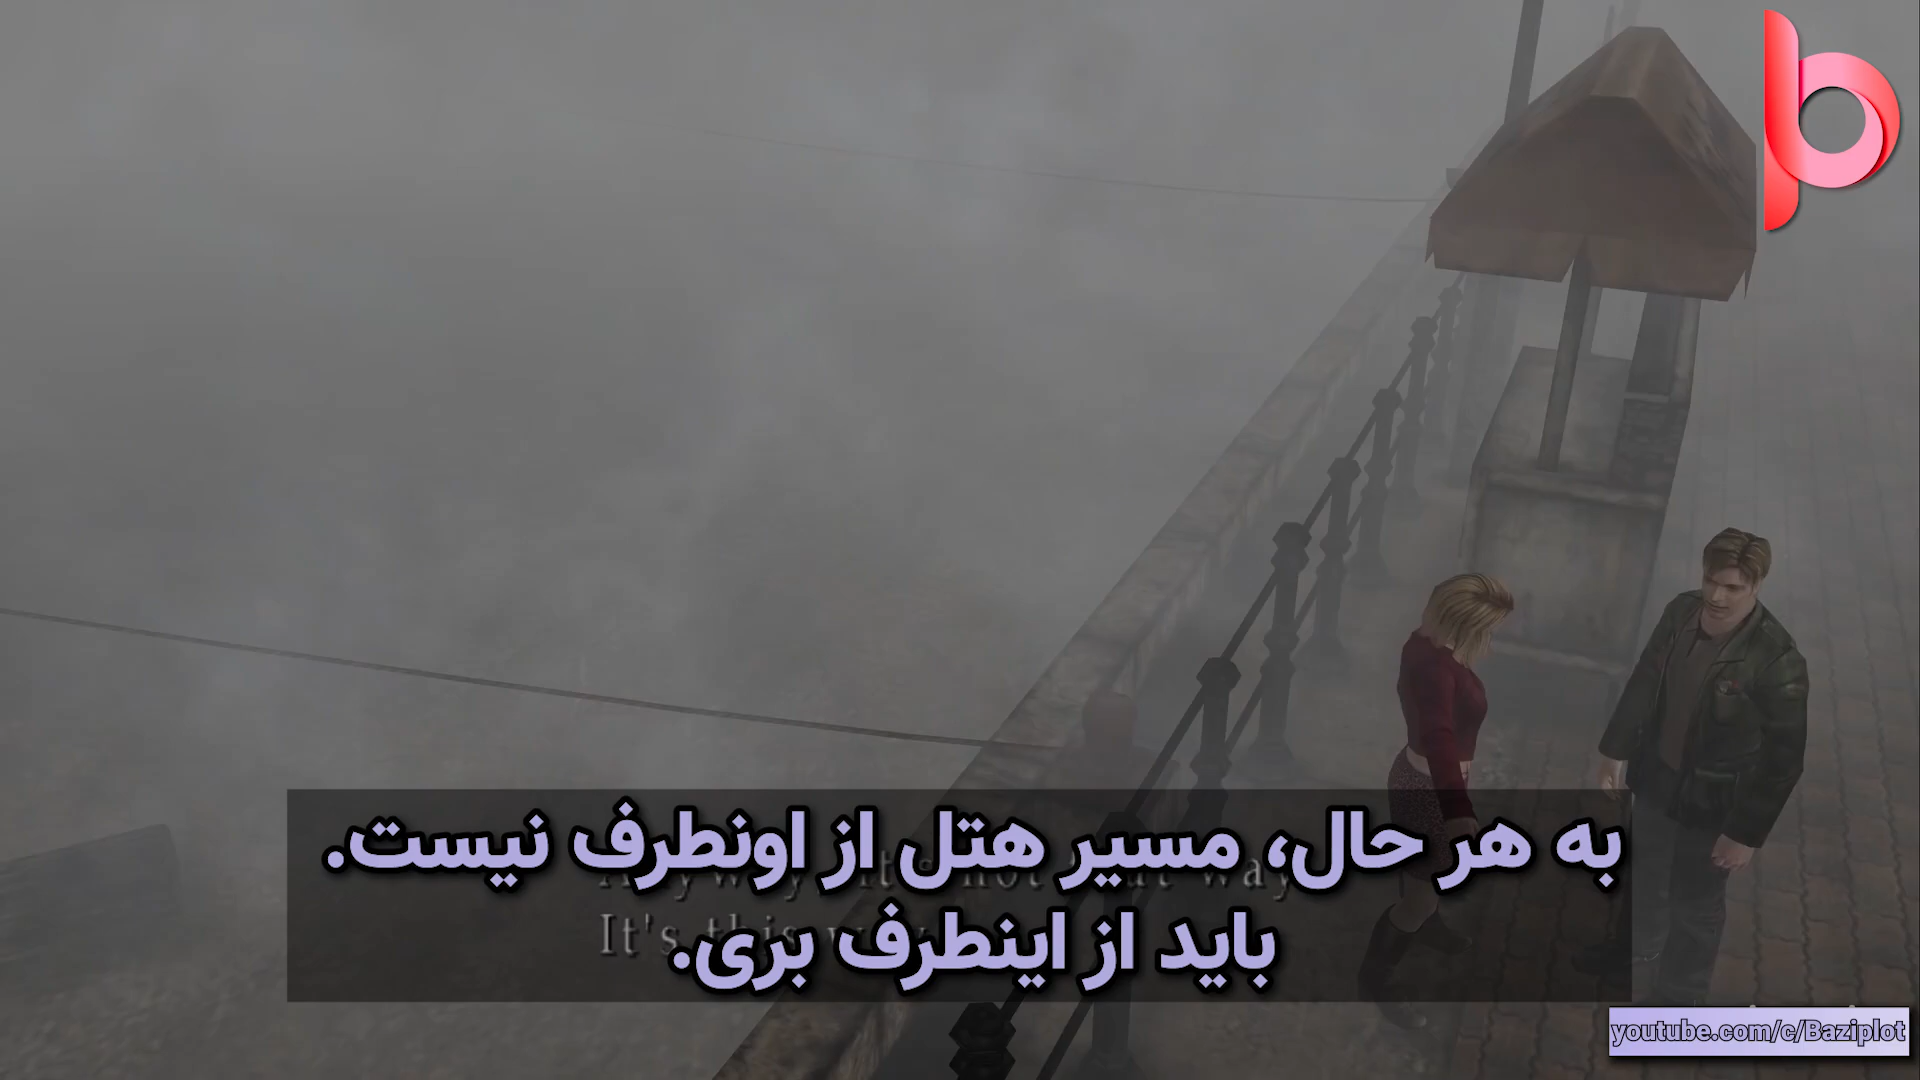 به هر حال، مسیر هتل از اونطرف نیست.
باید از اینطرف بری.
It's this way
youtube.com/c/Baziplot